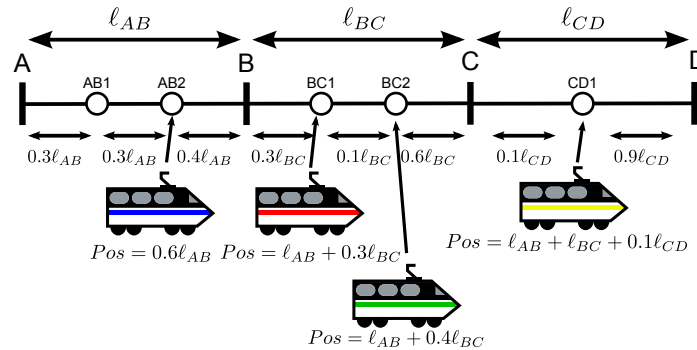 ℓ_AB ℓ_BC ℓ_CD
A B C D
AB1 AB2 BC1 BC2 CD1
0.3ℓ_AB 0.3ℓ_AB 0.4ℓ_AB 0.3ℓ_BC 0.1ℓ_BC 0.6ℓ_BC 0.1ℓ_CD 0.9ℓ_CD
Pos = 0.6ℓ_AB Pos = ℓ_AB + 0.3ℓ_BC Pos = ℓ_AB + ℓ_BC + 0.1ℓ_CD
Pos = ℓ_AB + 0.4ℓ_BC